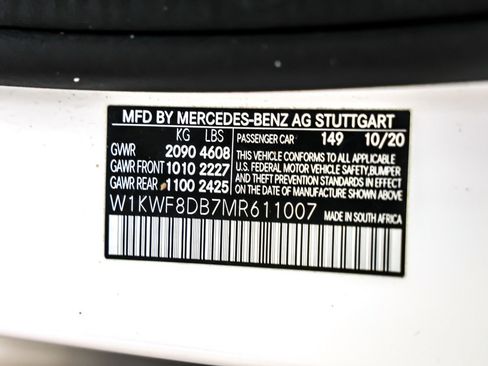 MFD BY MERCEDES-BENZ AG STUTTGART
KG LBS PASSENGER CAR 149 10/20
GVWR 2090 4608
GAWR FRONT 1010 2227
GAWR REAR 1100 2425
THIS VEHICLE CONFORMS TO ALL APPLICABLE
U.S. FEDERAL MOTOR VEHICLE SAFETY, BUMPER,
AND THEFT PREVENTION STANDARDS IN EFFECT
ON THE DATE OF MANUFACTURE SHOWN ABOVE.
W1KWF8DB7MR611007 MADE IN SOUTH AFRICA